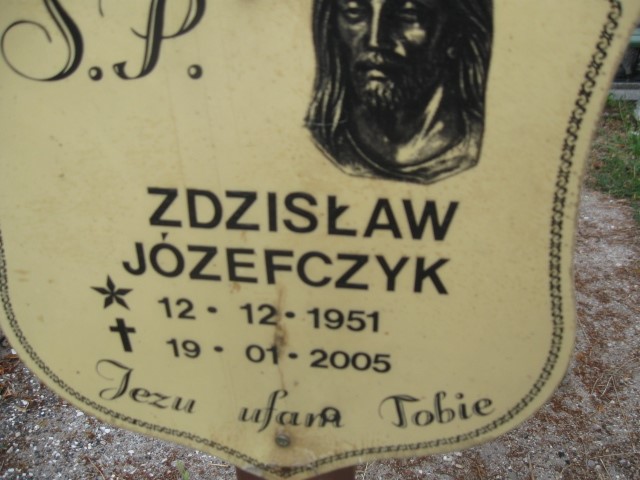 Ś.P.
ZDZISŁAW
JÓZEFCZYK
12 · 12 · 1951
19 · 01 · 2005
Jezu ufam Tobie